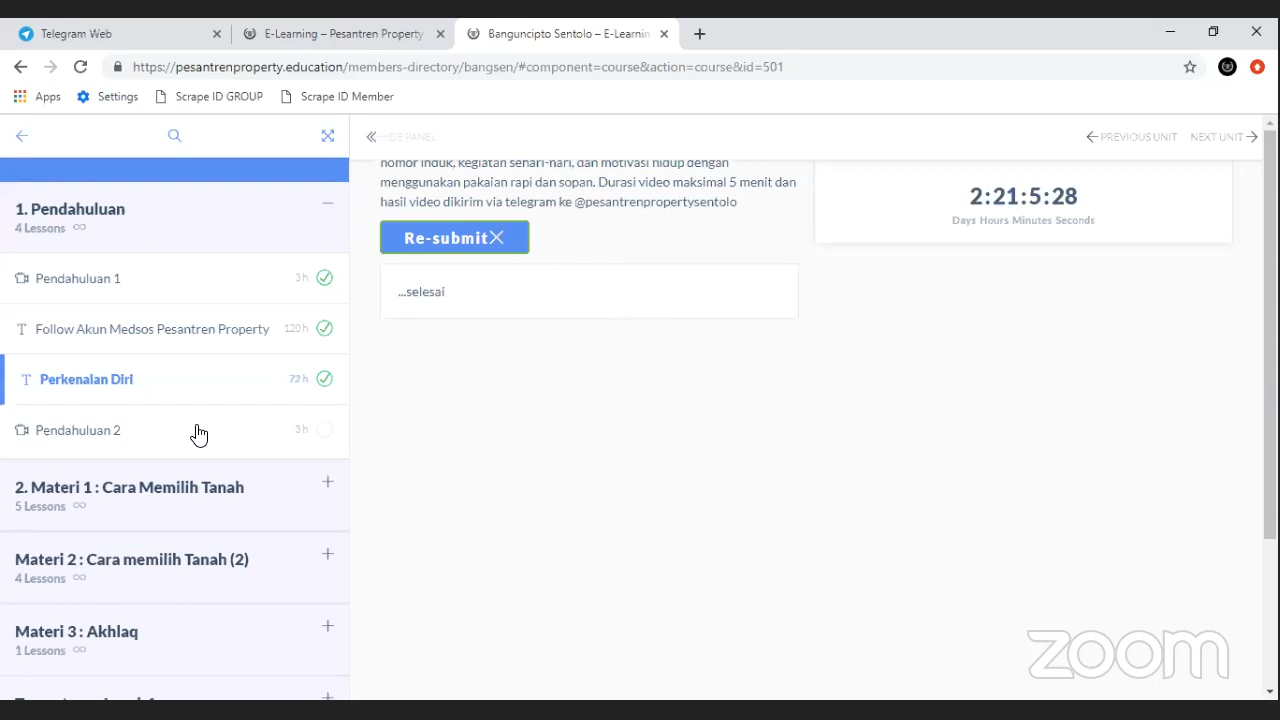 Telegram Web
E-Learning – Pesantren Property
Banguncipto Sentolo – E-Learnin
https://pesantrenproperty.education/members-directory/bangsen/#component=course&action=course&id=501
Apps
Settings
Scrape ID GROUP
Scrape ID Member
DE PANEL
PREVIOUS UNIT
NEXT UNIT
1. Pendahuluan
4 Lessons
Pendahuluan 1
3 h
Follow Akun Medsos Pesantren Property
120 h
Perkenalan Diri
72 h
Pendahuluan 2
3 h
2. Materi 1 : Cara Memilih Tanah
5 Lessons
Materi 2 : Cara memilih Tanah (2)
4 Lessons
Materi 3 : Akhlaq
1 Lessons
nomor induk, kegiatan sehari-hari, dan motivasi hidup dengan
menggunakan pakaian rapi dan sopan. Durasi video maksimal 5 menit dan
hasil video dikirim via telegram ke @pesantrenpropertysentolo
Re-submit
...selesai
2:21:5:28
Days Hours Minutes Seconds
zoom